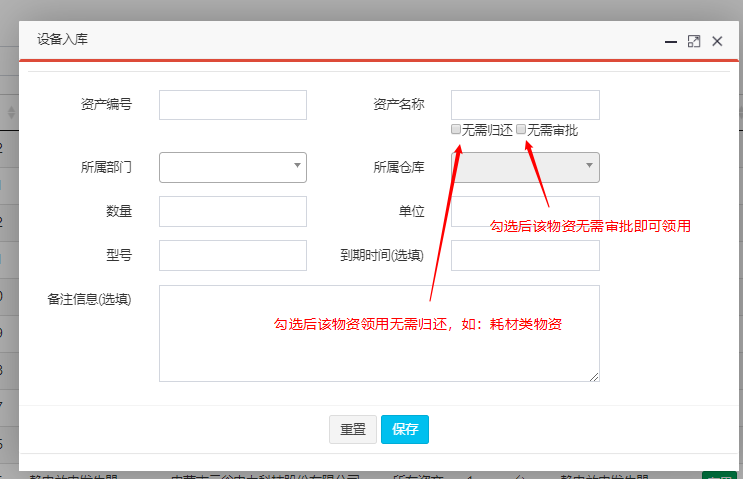 设备入库
资产编号
资产名称
无需归还 无需审批
所属部门
所属仓库
数量
单位
勾选后该物资无需审批即可领用
型号
到期时间(选填)
备注信息(选填)
勾选后该物资领用无需归还，如：耗材类物资
重置 保存